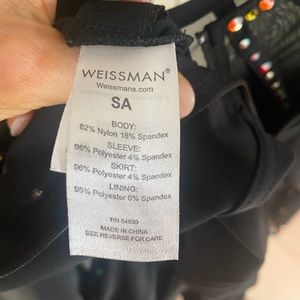 WEISSMAN®
Weissmans.com
SA
BODY:
82% Nylon 18% Spandex
SLEEVE:
96% Polyester 4% Spandex
SKIRT:
96% Polyester 4% Spandex
LINING:
95% Polyester 5% Spandex
RN 54630
MADE IN CHINA
SEE REVERSE FOR CARE